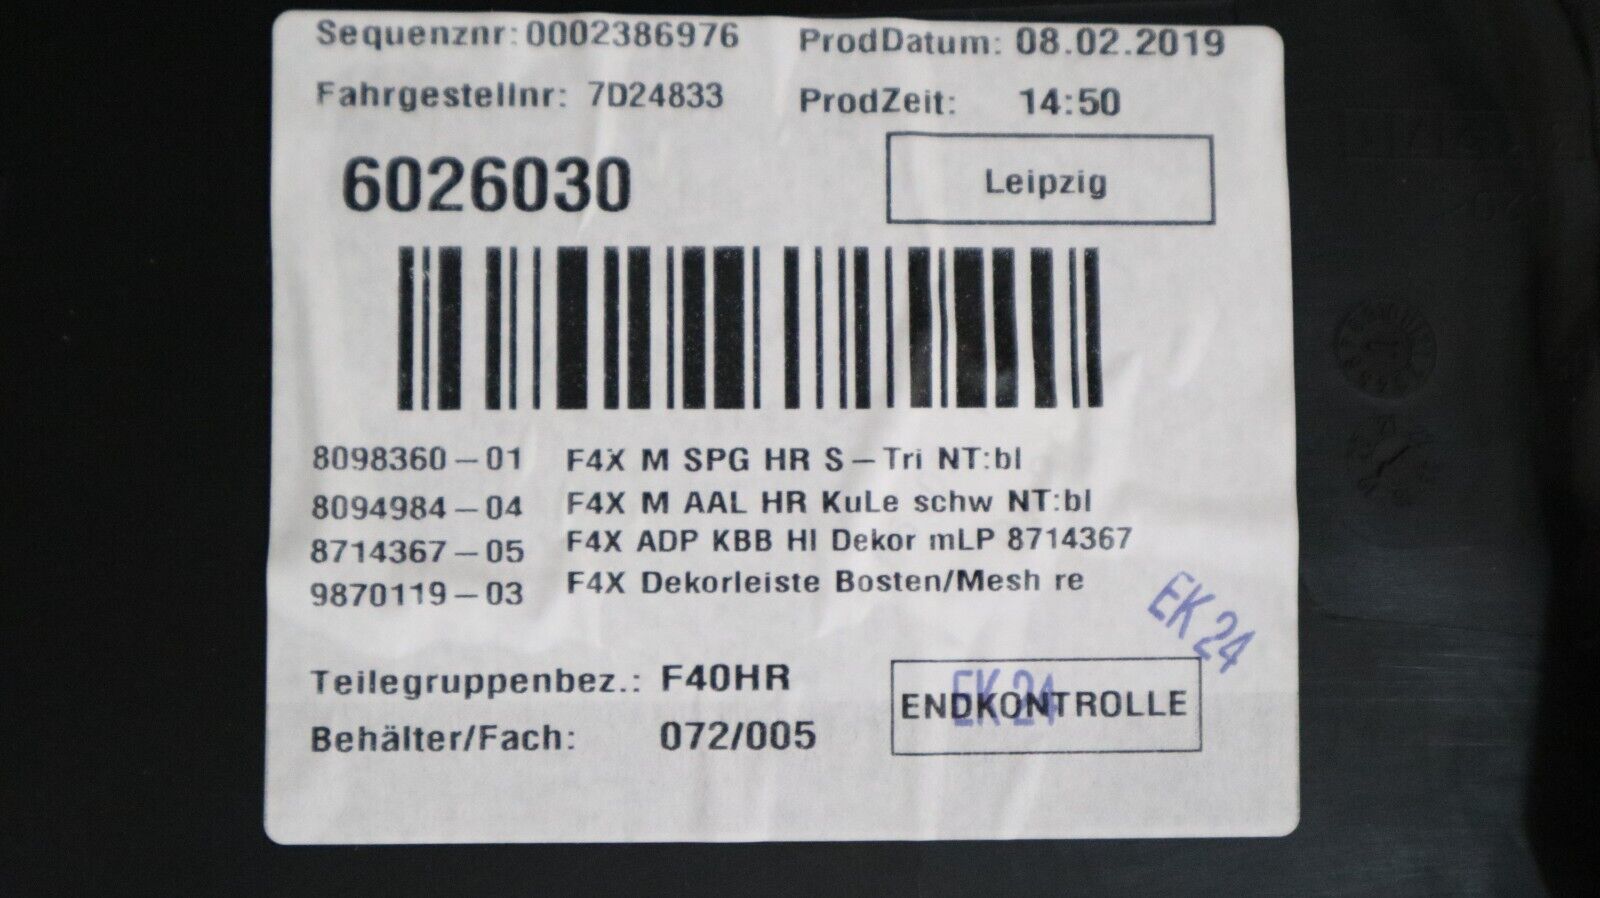 Sequenznr: 0002386976 ProdDatum: 08.02.2019
Fahrgestellnr: 7D24833 ProdZeit: 14:50
6026030 Leipzig
8098360-01 F4X M SPG HR S-Tri NT:bl
8094984-04 F4X M AAL HR KuLe schw NT:bl
8714367-05 F4X ADP KBB HI Dekor mLP 8714367
9870119-03 F4X Dekorleiste Bosten/Mesh re
EK 24
Teilegruppenbez.: F40HR
EK 24
ENDKONTROLLE
Behälter/Fach: 072/005